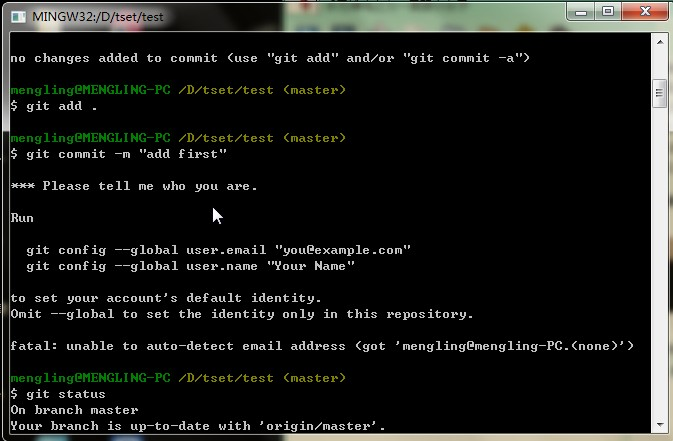 MINGW32:/D/tset/test
no changes added to commit (use "git add" and/or "git commit -a")
mengling@MENGLING-PC /D/tset/test (master)
$ git add .
mengling@MENGLING-PC /D/tset/test (master)
$ git commit -m "add first"
*** Please tell me who you are.
Run
git config --global user.email "you@example.com"
git config --global user.name "Your Name"
to set your account's default identity.
Omit --global to set the identity only in this repository.
fatal: unable to auto-detect email address (got 'mengling@mengling-PC.(none)')
mengling@MENGLING-PC /D/tset/test (master)
$ git status
On branch master
Your branch is up-to-date with 'origin/master'.